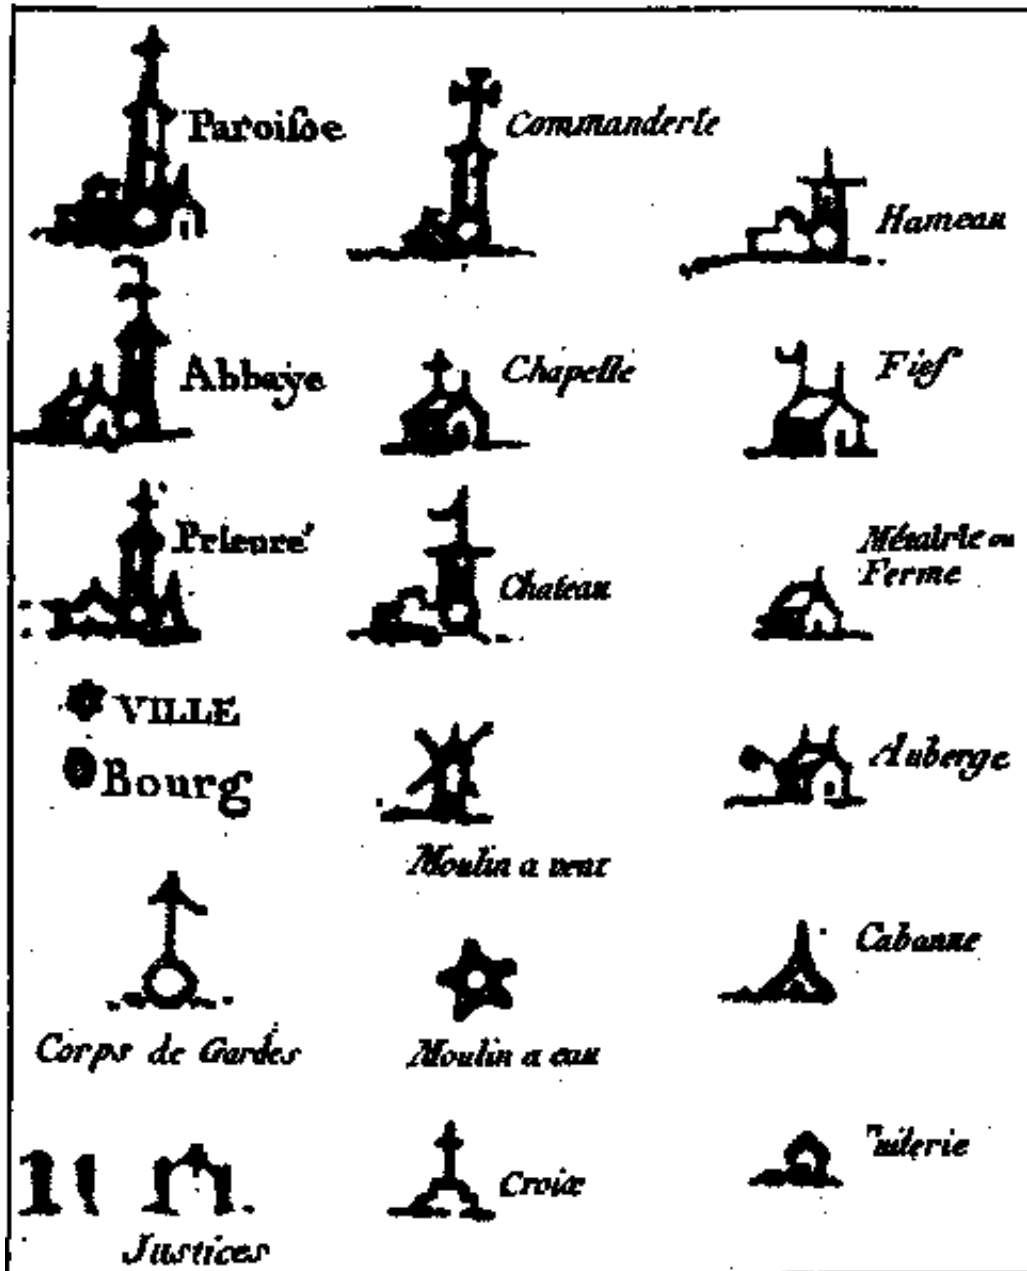 Paroiſse
Commanderie
Hameau
Abbaye
Chapelle
Fief
Prieuré
Chateau
Métairie ou
Ferme
VILLE
Bourg
Moulin a vent
Auberge
Corps de Gardes
Moulin a eau
Cabanne
Justices
Croix
Tuilerie